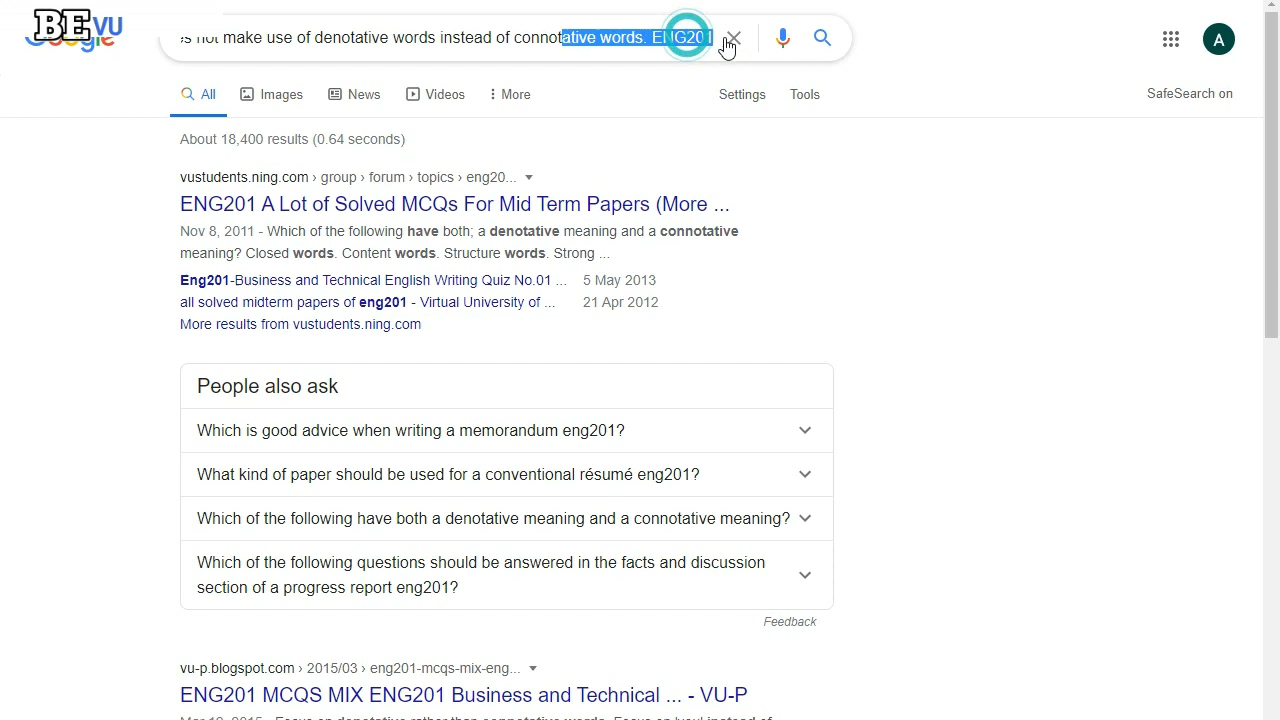 BEVU
is not make use of denotative words instead of connotative words. ENG201
A
All
Images
News
Videos
More
Settings
Tools
SafeSearch on
About 18,400 results (0.64 seconds)
vustudents.ning.com › group › forum › topics › eng20...
ENG201 A Lot of Solved MCQs For Mid Term Papers (More ...
Nov 8, 2011 - Which of the following have both; a denotative meaning and a connotative
meaning? Closed words. Content words. Structure words. Strong ...
Eng201-Business and Technical English Writing Quiz No.01 ... 5 May 2013
all solved midterm papers of eng201 - Virtual University of ... 21 Apr 2012
More results from vustudents.ning.com
People also ask
Which is good advice when writing a memorandum eng201?
What kind of paper should be used for a conventional résumé eng201?
Which of the following have both a denotative meaning and a connotative meaning?
Which of the following questions should be answered in the facts and discussion
section of a progress report eng201?
Feedback
vu-p.blogspot.com › 2015/03 › eng201-mcqs-mix-eng...
ENG201 MCQS MIX ENG201 Business and Technical ... - VU-P